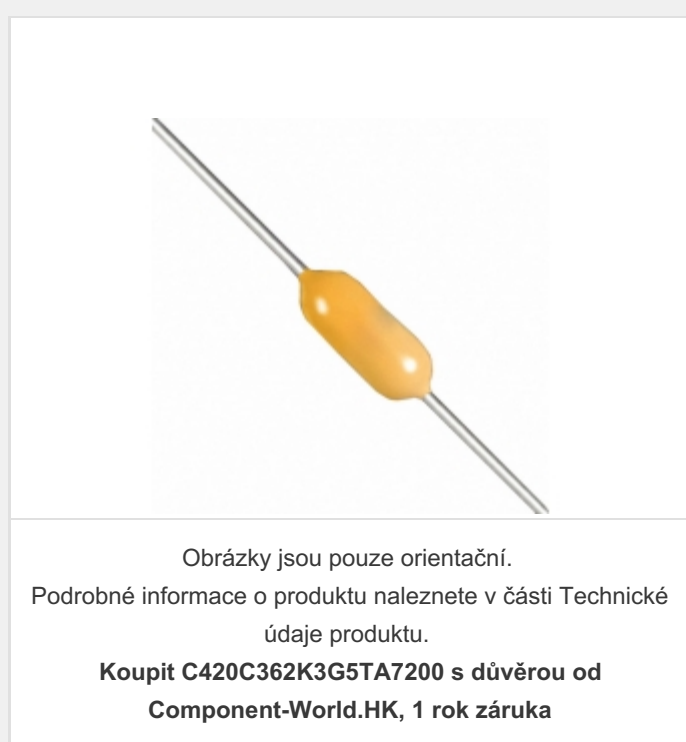 Obrázky jsou pouze orientační.
Podrobné informace o produktu naleznete v části Technické
údaje produktu.
Koupit C420C362K3G5TA7200 s důvěrou od
Component-World.HK, 1 rok záruka